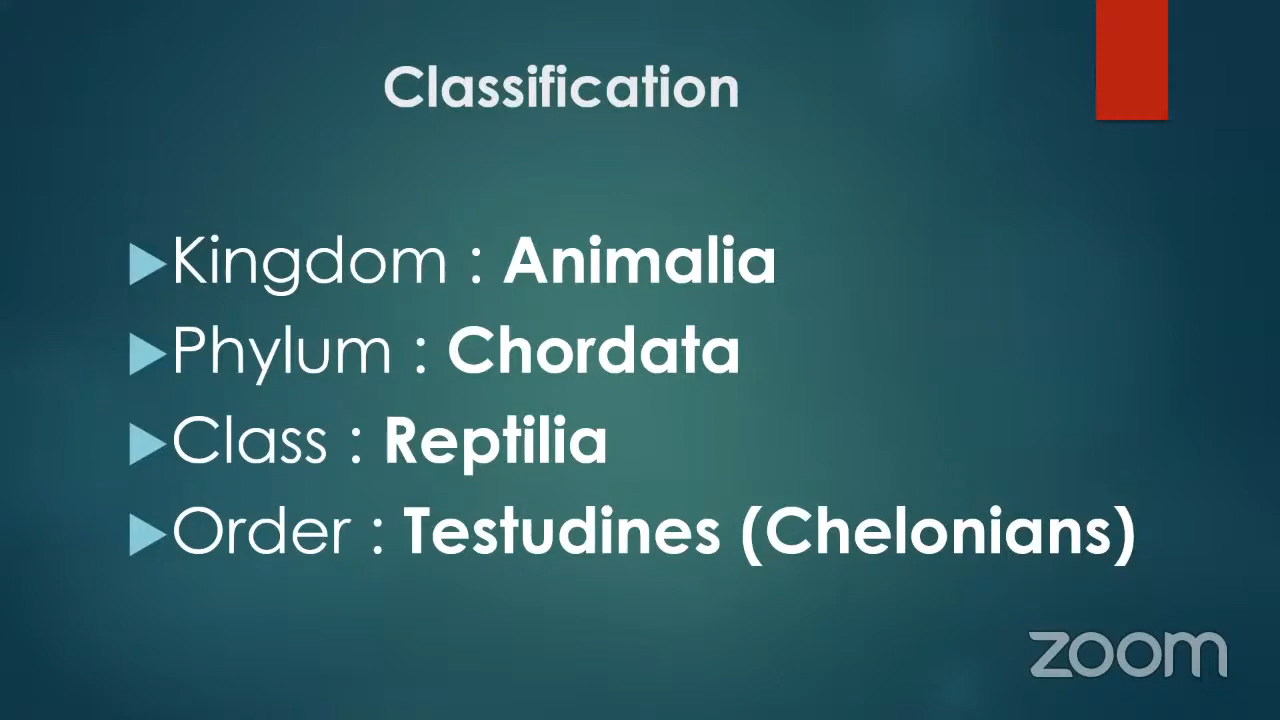 Classification
Kingdom : Animalia
Phylum : Chordata
Class : Reptilia
Order : Testudines (Chelonians)
zoom